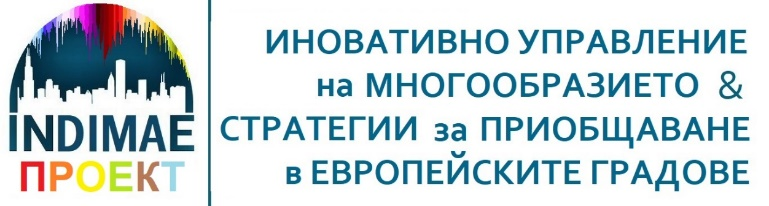 INDIMAE
ПРОЕКТ
ИНОВАТИВНО УПРАВЛЕНИЕ
на МНОГООБРАЗИЕТО &
СТРАТЕГИИ за ПРИОБЩАВАНЕ
в ЕВРОПЕЙСКИТЕ ГРАДОВЕ